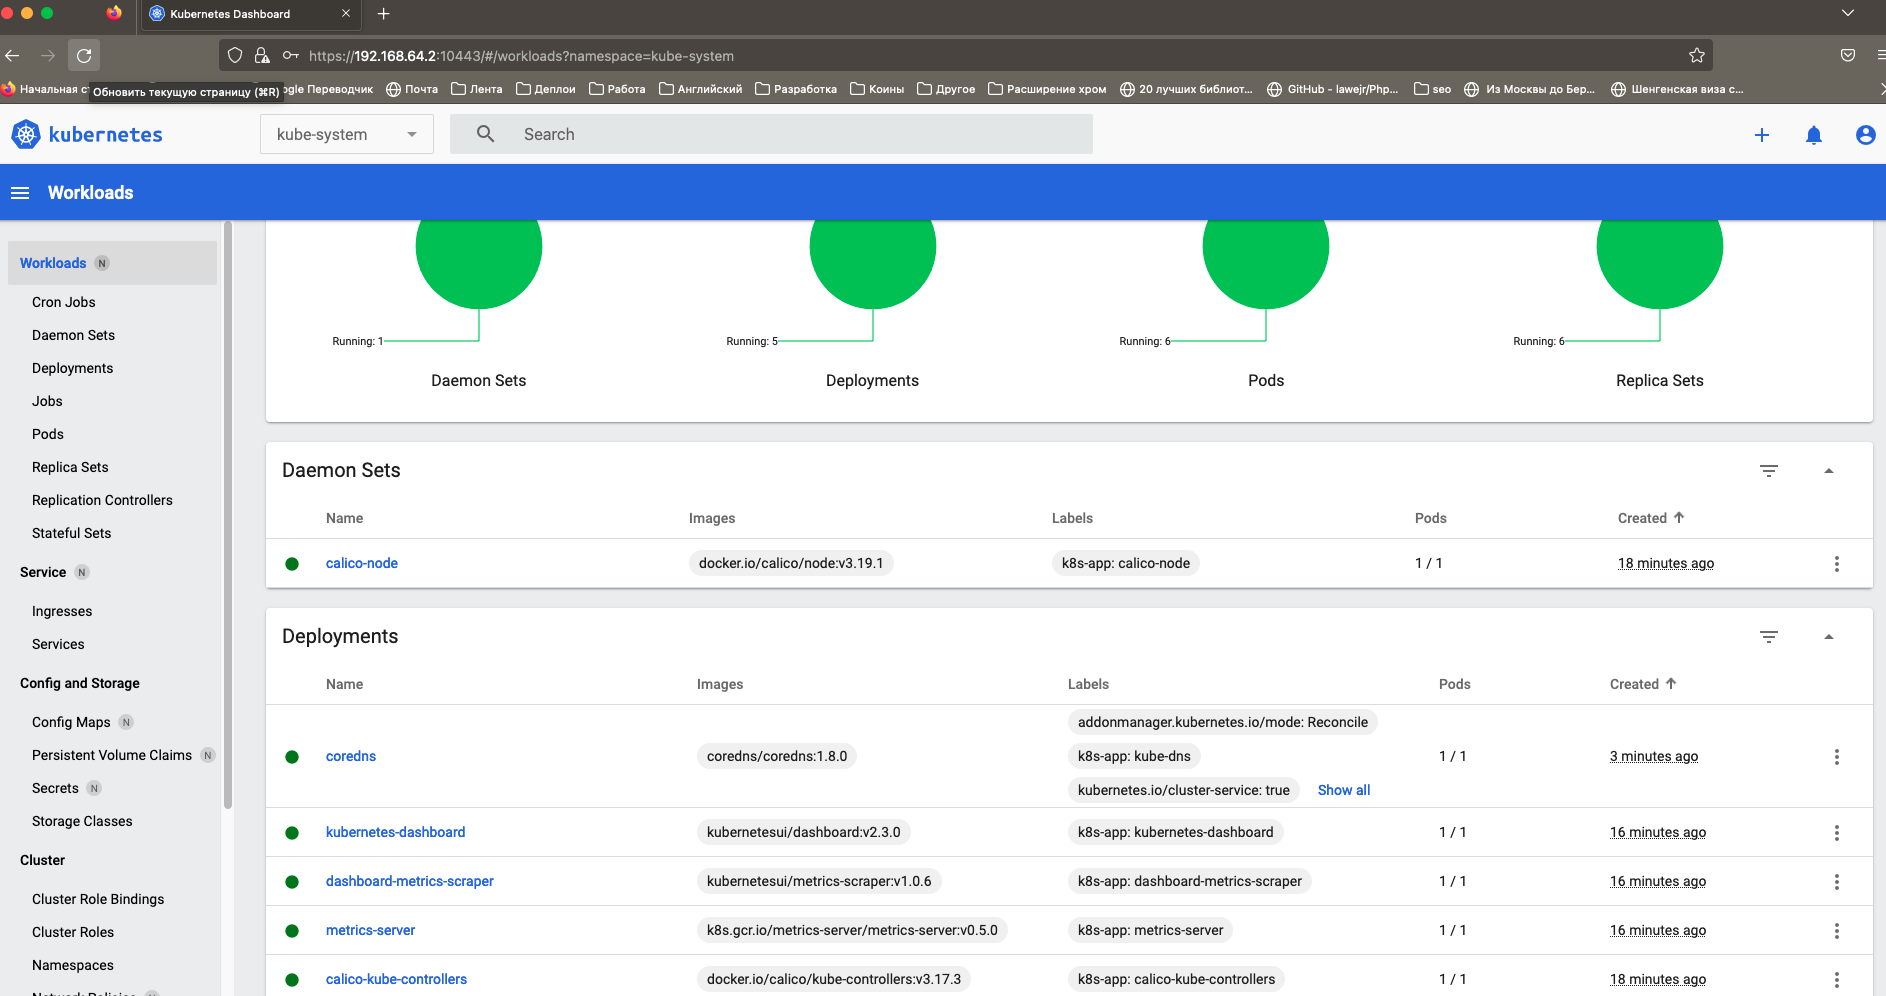 Kubernetes Dashboard
https://192.168.64.2:10443/#/workloads?namespace=kube-system
Начальная ст
Обновить текущую страницу (⌘R)
ogle Переводчик
Почта
Лента
Деплои
Работа
Английский
Разработка
Коины
Другое
Расширение хром
20 лучших библиот...
GitHub - lawejr/Php...
seo
Из Москвы до Бер...
Шенгенская виза с...
kubernetes
kube-system
Search
Workloads
Workloads N
Cron Jobs
Daemon Sets
Deployments
Jobs
Pods
Replica Sets
Replication Controllers
Stateful Sets
Service N
Ingresses
Services
Config and Storage
Config Maps N
Persistent Volume Claims N
Secrets N
Storage Classes
Cluster
Cluster Role Bindings
Cluster Roles
Namespaces
Network Policies N
Running: 1
Running: 5
Running: 6
Running: 6
Daemon Sets
Deployments
Pods
Replica Sets
Daemon Sets
Name Images Labels Pods Created
calico-node docker.io/calico/node:v3.19.1 k8s-app: calico-node 1 / 1 18 minutes ago
Deployments
Name Images Labels Pods Created
addonmanager.kubernetes.io/mode: Reconcile
coredns coredns/coredns:1.8.0 k8s-app: kube-dns 1 / 1 3 minutes ago
kubernetes.io/cluster-service: true Show all
kubernetes-dashboard kubernetesui/dashboard:v2.3.0 k8s-app: kubernetes-dashboard 1 / 1 16 minutes ago
dashboard-metrics-scraper kubernetesui/metrics-scraper:v1.0.6 k8s-app: dashboard-metrics-scraper 1 / 1 16 minutes ago
metrics-server k8s.gcr.io/metrics-server/metrics-server:v0.5.0 k8s-app: metrics-server 1 / 1 16 minutes ago
calico-kube-controllers docker.io/calico/kube-controllers:v3.17.3 k8s-app: calico-kube-controllers 1 / 1 18 minutes ago